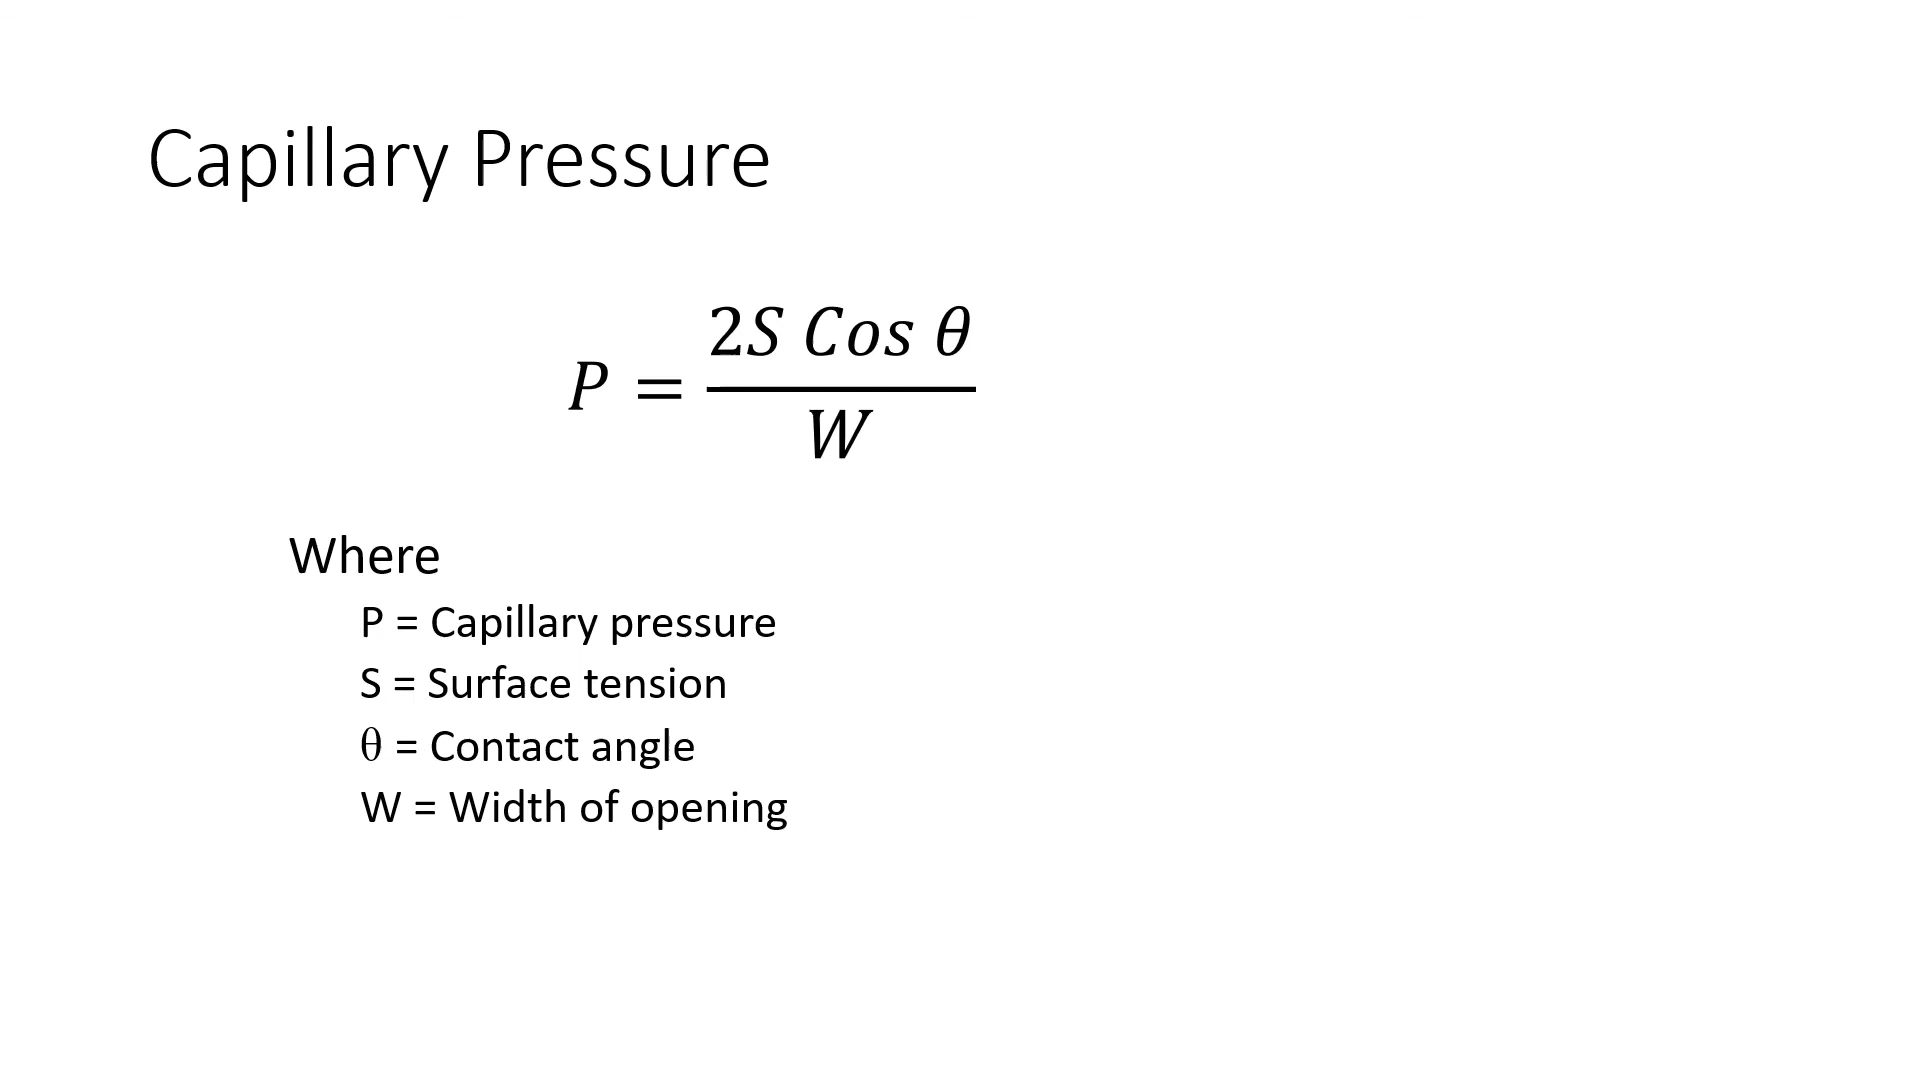 Capillary Pressure
P = 2S Cos θ / W
Where
P = Capillary pressure
S = Surface tension
θ = Contact angle
W = Width of opening